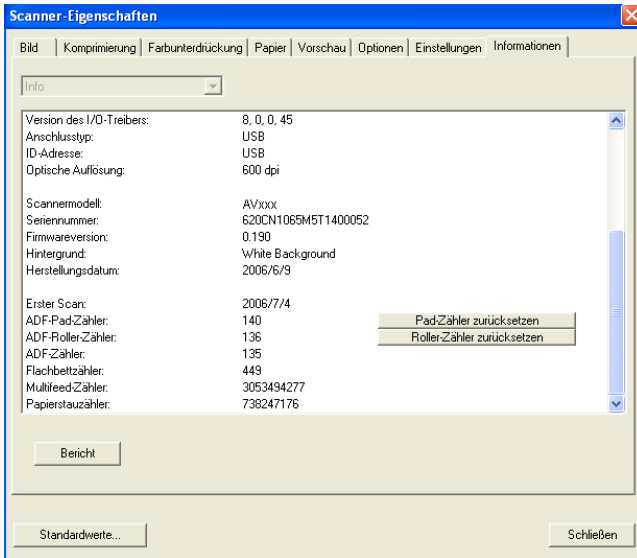 Scanner-Eigenschaften
Bild Komprimierung Farbunterdrückung Papier Vorschau Optionen Einstellungen Informationen
Info
Version des I/O-Treibers: 8, 0, 0, 45
Anschlusstyp: USB
ID-Adresse: USB
Optische Auflösung: 600 dpi
Scannermodell: AVxxx
Seriennummer: 620CN1065M5T1400052
Firmwareversion: 0.190
Hintergrund: White Background
Herstellungsdatum: 2006/6/9
Erster Scan: 2006/7/4
ADF-Pad-Zähler: 140 Pad-Zähler zurücksetzen
ADF-Roller-Zähler: 136 Roller-Zähler zurücksetzen
ADF-Zähler: 135
Flachbettzähler: 449
Multifeed-Zähler: 3053494277
Papierstauzähler: 738247176
Bericht
Standardwerte... Schließen